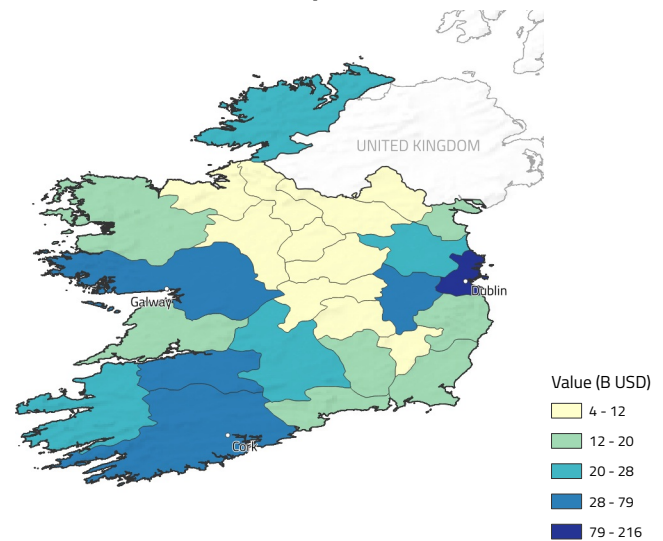 UNITED KINGDOM
Dublin
Galway
Cork
Value (B USD)
4 - 12
12 - 20
20 - 28
28 - 79
79 - 216